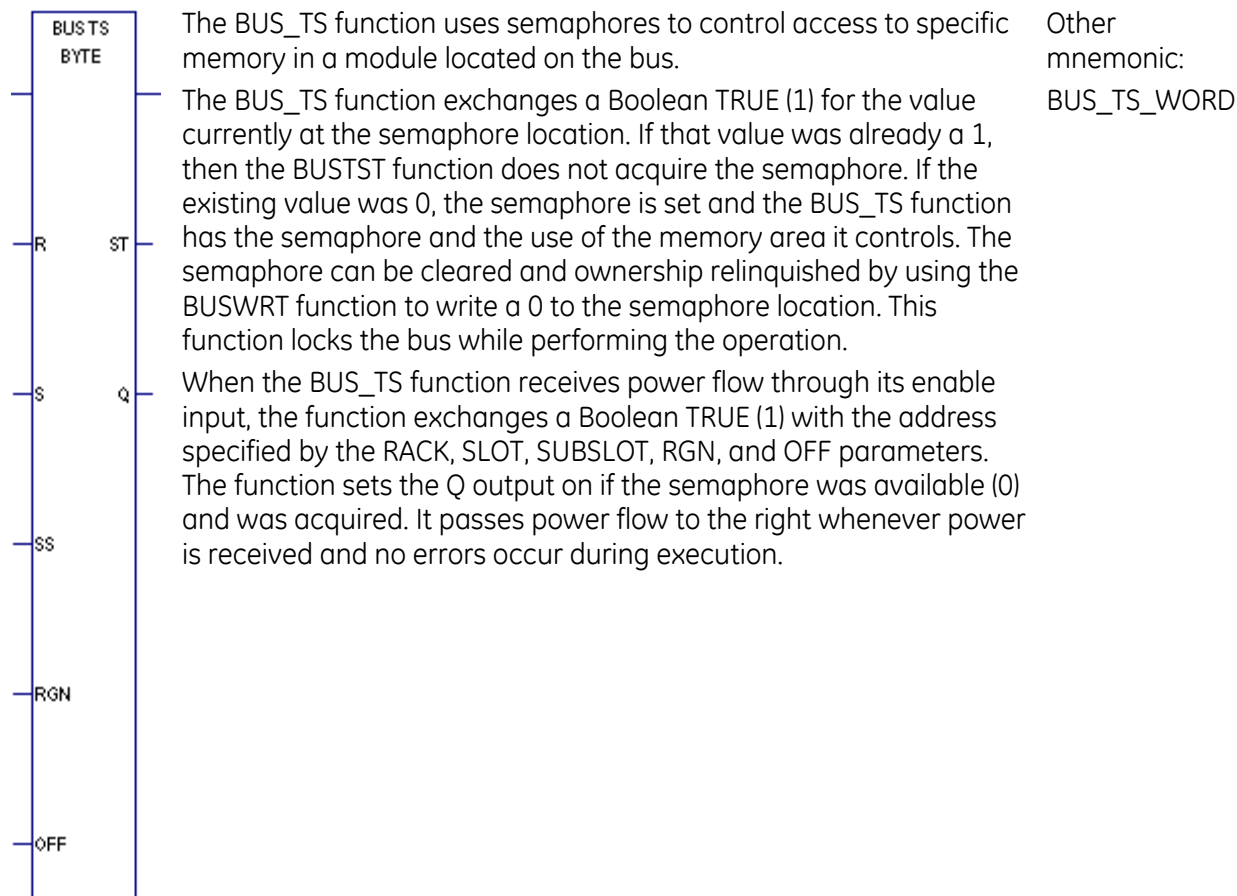 BUS TS
BYTE
R
ST
S
Q
SS
RGN
OFF
The BUS_TS function uses semaphores to control access to specific
memory in a module located on the bus.
The BUS_TS function exchanges a Boolean TRUE (1) for the value
currently at the semaphore location. If that value was already a 1,
then the BUSTST function does not acquire the semaphore. If the
existing value was 0, the semaphore is set and the BUS_TS function
has the semaphore and the use of the memory area it controls. The
semaphore can be cleared and ownership relinquished by using the
BUSWRT function to write a 0 to the semaphore location. This
function locks the bus while performing the operation.
When the BUS_TS function receives power flow through its enable
input, the function exchanges a Boolean TRUE (1) with the address
specified by the RACK, SLOT, SUBSLOT, RGN, and OFF parameters.
The function sets the Q output on if the semaphore was available (0)
and was acquired. It passes power flow to the right whenever power
is received and no errors occur during execution.
Other
mnemonic:
BUS_TS_WORD